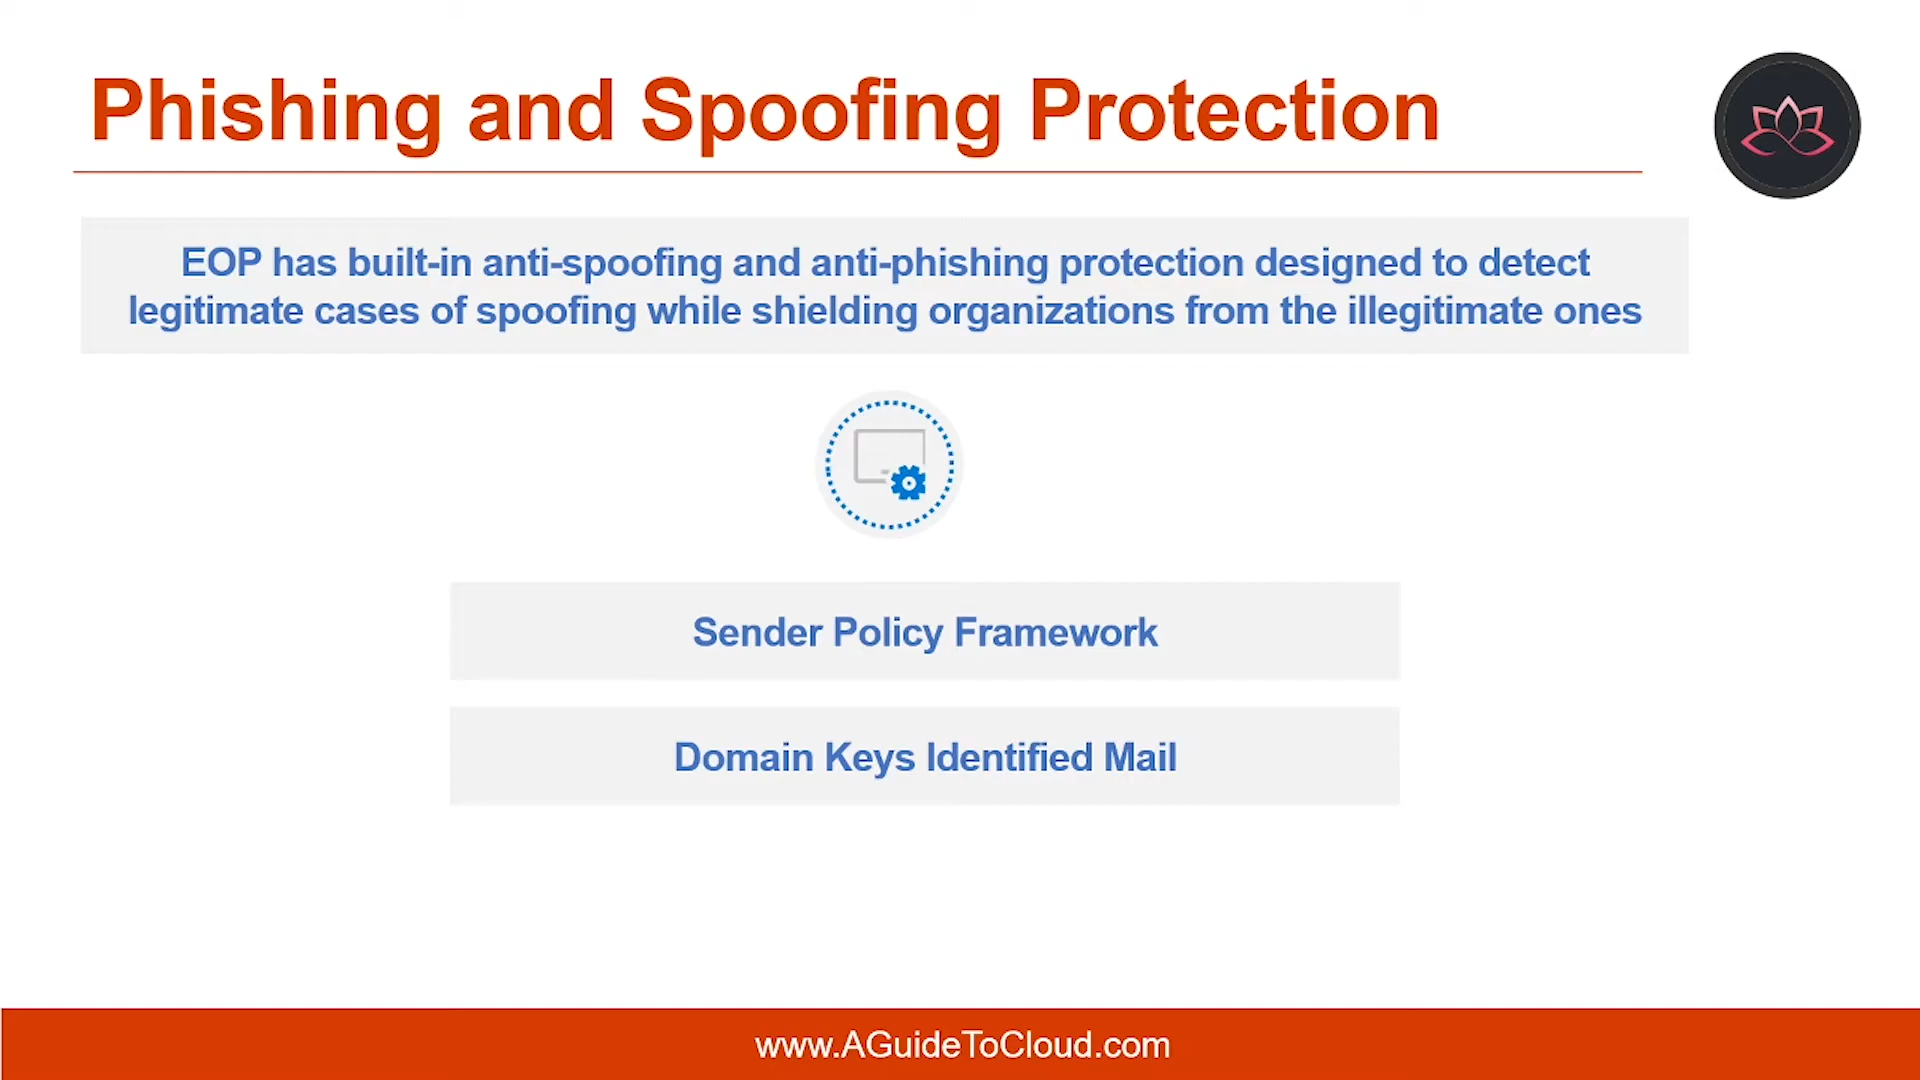 Phishing and Spoofing Protection
EOP has built-in anti-spoofing and anti-phishing protection designed to detect
legitimate cases of spoofing while shielding organizations from the illegitimate ones
Sender Policy Framework
Domain Keys Identified Mail
www.AGuideToCloud.com